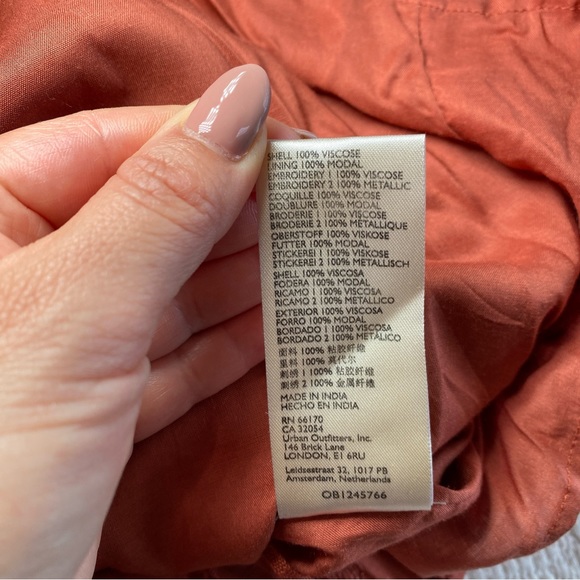 SHELL 100% VISCOSE
LINING 100% MODAL
EMBROIDERY 1 100% VISCOSE
EMBROIDERY 2 100% METALLIC
COQUILLE 100% VISCOSE
DOUBLURE 100% MODAL
BRODERIE 1 100% VISCOSE
BRODERIE 2 100% MÉTALLIQUE
OBERSTOFF 100% VISKOSE
FUTTER 100% MODAL
STICKEREI 1 100% VISKOSE
STICKEREI 2 100% METALLISCH
SHELL 100% VISCOSA
FODERA 100% MODAL
RICAMO 1 100% VISCOSA
RICAMO 2 100% METALLICO
EXTERIOR 100% VISCOSA
FORRO 100% MODAL
BORDADO 1 100% VISCOSA
BORDADO 2 100% METÁLICO
面料 100% 粘胶纤维
里料 100% 莫代尔
刺绣 1 100% 粘胶纤维
刺绣 2 100% 金属纤维
MADE IN INDIA
HECHO EN INDIA
RN 66170
CA 32054
Urban Outfitters, Inc.
146 Brick Lane
LONDON, E1 6RU
Leidsestraat 32, 1017 PB
Amsterdam, Netherlands
OB1245766